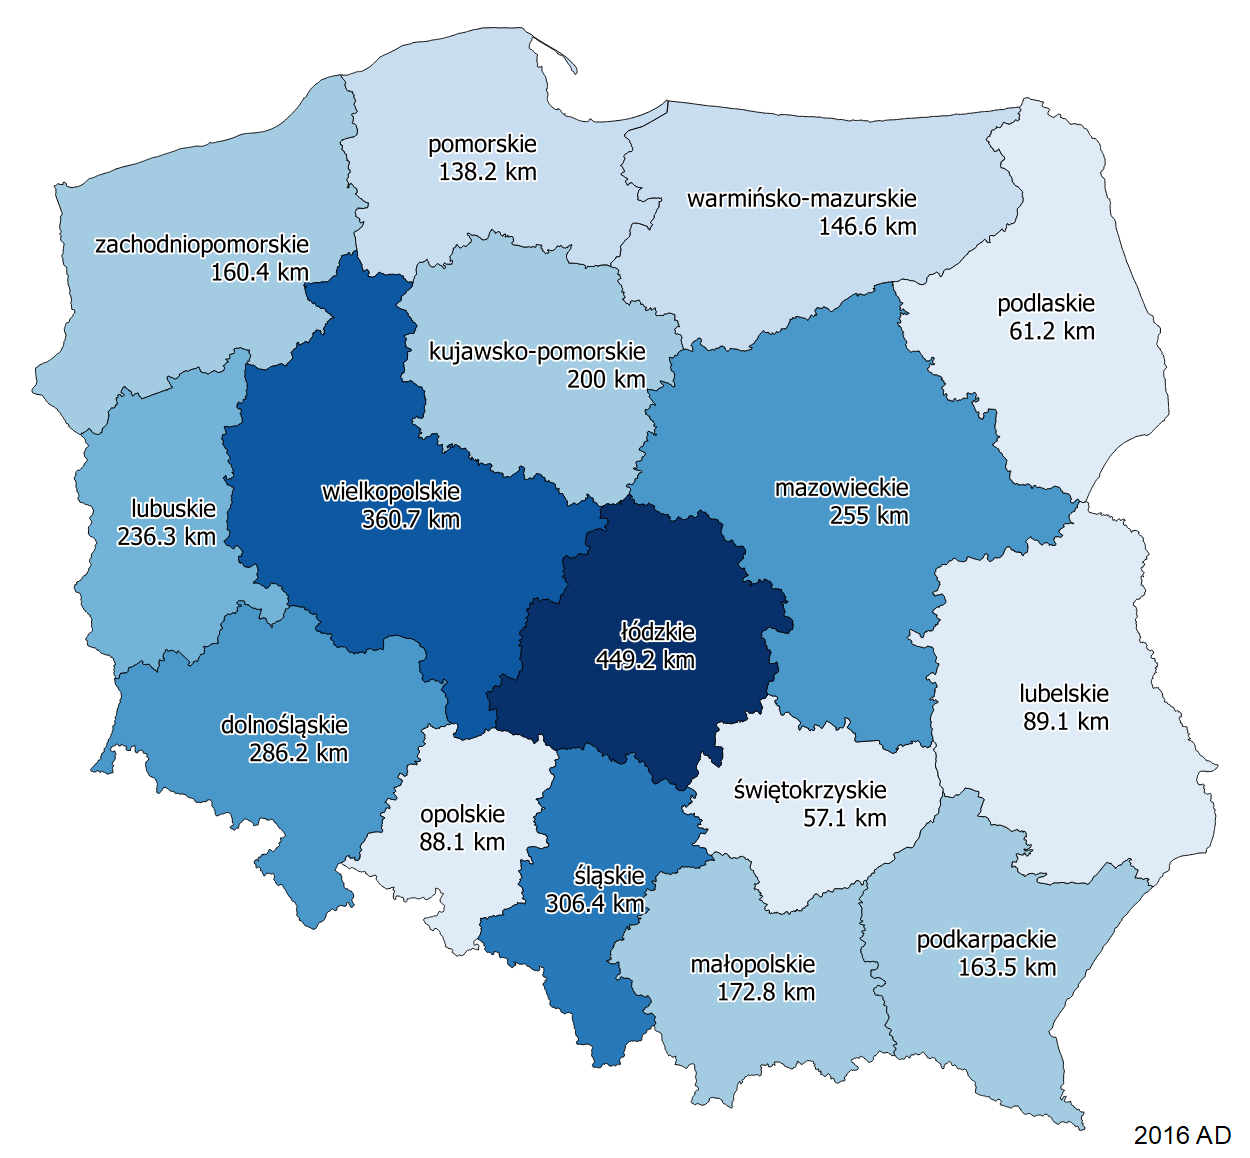 pomorskie
138.2 km
warmińsko-mazurskie
146.6 km
zachodniopomorskie
160.4 km
podlaskie
61.2 km
kujawsko-pomorskie
200 km
mazowieckie
255 km
wielkopolskie
360.7 km
lubuskie
236.3 km
łódzkie
449.2 km
lubelskie
89.1 km
dolnośląskie
286.2 km
świętokrzyskie
57.1 km
opolskie
88.1 km
śląskie
306.4 km
podkarpackie
163.5 km
małopolskie
172.8 km
2016 AD